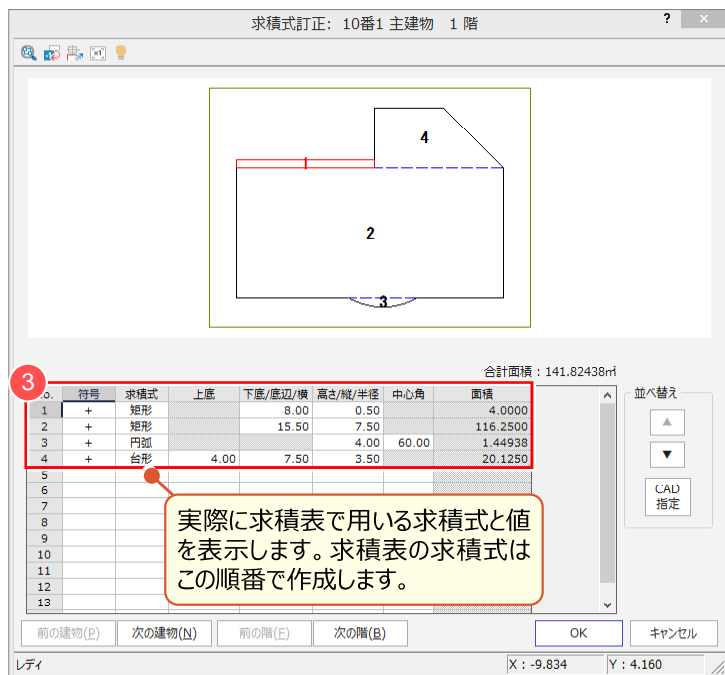 求積式訂正: 10番1 主建物 1 階
?
×1
4
1
2
3
合計面積 : 141.82438㎡
3
o. 符号 求積式 上底 下底/底辺/横 高さ/縦/半径 中心角 面積
1 + 矩形 8.00 0.50 4.0000
2 + 矩形 15.50 7.50 116.2500
3 + 円弧 4.00 60.00 1.44938
4 + 台形 4.00 7.50 3.50 20.1250
5
6
7
8
9
10
11
12
13
実際に求積表で用いる求積式と値
を表示します。求積表の求積式は
この順番で作成します。
並べ替え
▲
▼
CAD
指定
前の建物(P) 次の建物(N) 前の階(F) 次の階(B) OK キャンセル
レディ X : -9.834 Y : 4.160